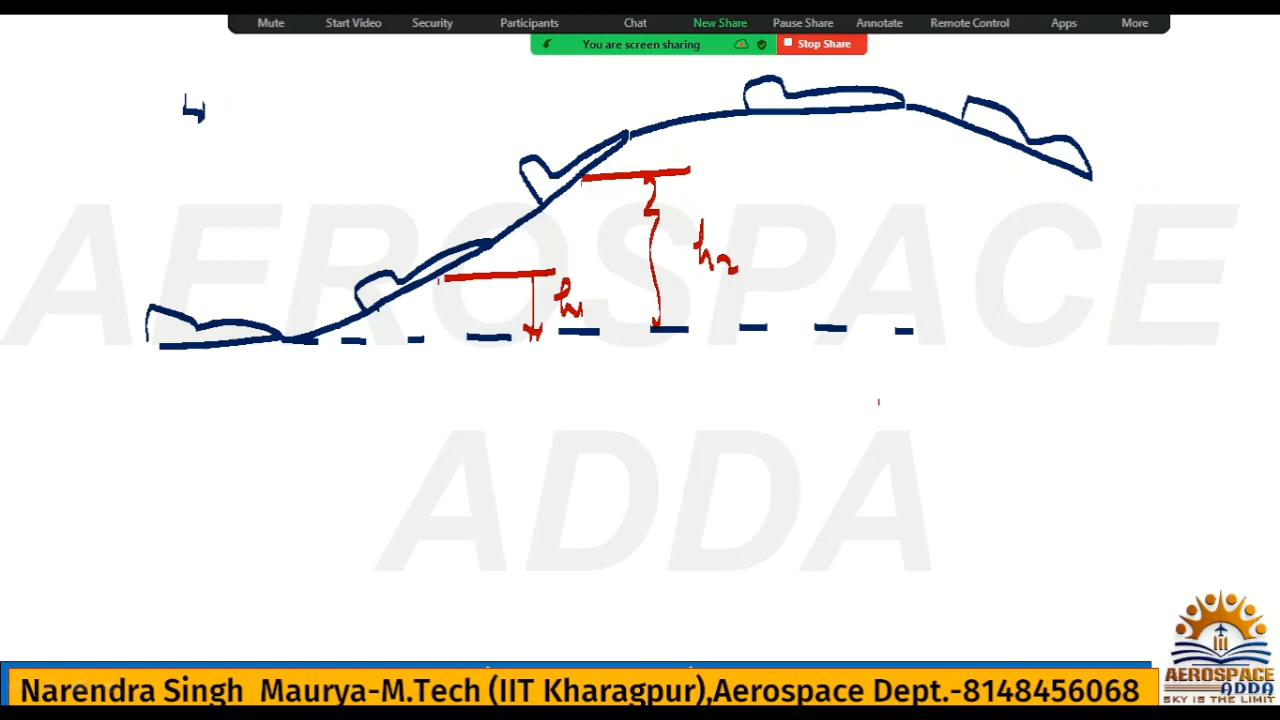 Mute Start Video Security Participants Chat New Share Pause Share Annotate Remote Control Apps More
You are screen sharing Stop Share
h1
h2
AEROSPACE
ADDA
AEROSPACE
ADDA
SKY IS THE LIMIT
Narendra Singh Maurya-M.Tech (IIT Kharagpur),Aerospace Dept.-8148456068